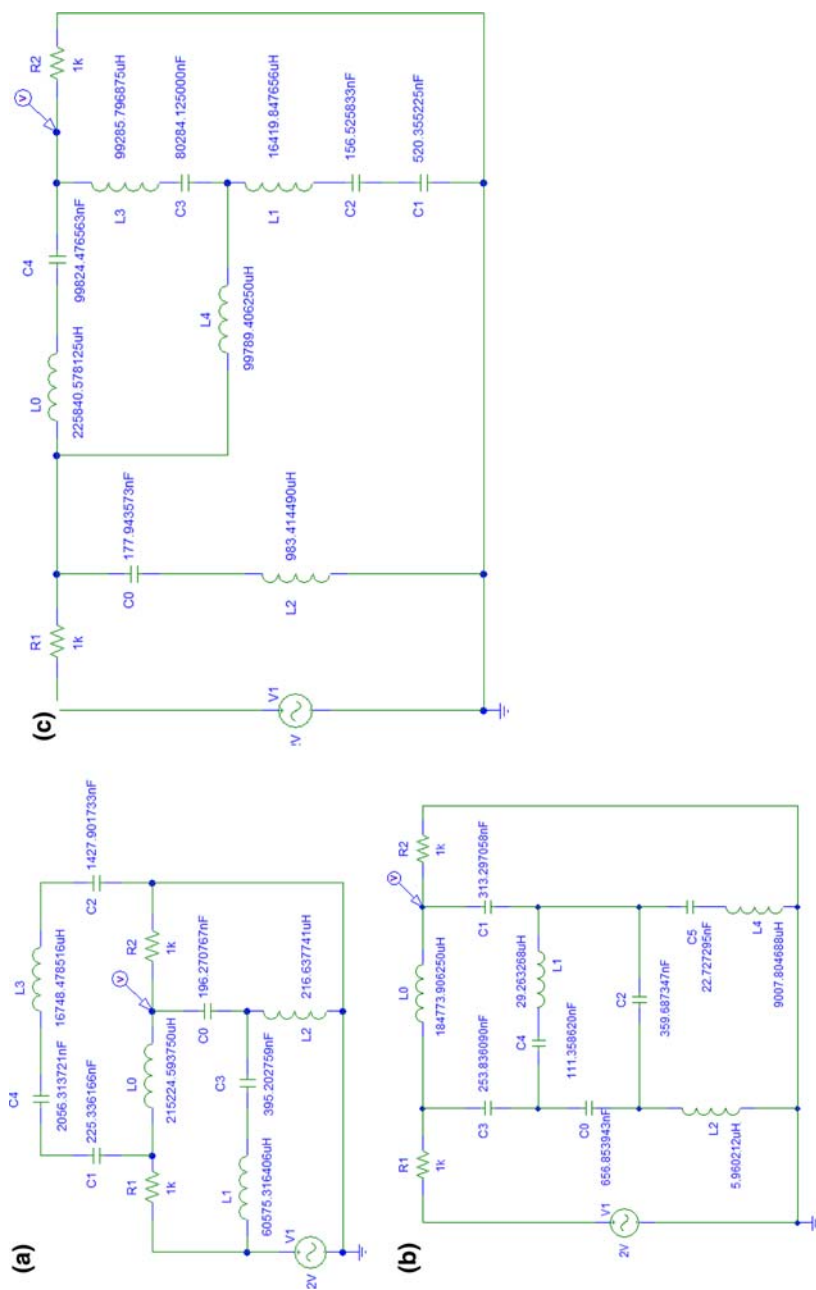 (a)
C4
2056.313721nF
L3
16748.478516uH
C1
225.336166nF
C2
1427.901733nF
R1
1k
L0
215224.593750uH
V
R2
1k
C0
196.270767nF
L1
60575.316406uH
C3
395.202759nF
L2
216.637741uH
V1
2V
(b)
R1
1k
L0
184773.906250uH
V
R2
1k
C3
253.836090nF
C1
313.297058nF
C4
111.358620nF
L1
29.263268uH
C0
656.853943nF
C2
359.687347nF
L2
5.960212uH
C5
22.727295nF
L4
9007.804688uH
V1
2V
(c)
R1
1k
L0
225840.578125uH
C4
99824.476563nF
V
R2
1k
C0
177.943573nF
L2
983.414490uH
L4
99789.406250uH
L3
99285.796875uH
C3
80284.125000nF
L1
16419.847656uH
C2
156.525833nF
C1
520.355225nF
V1
V